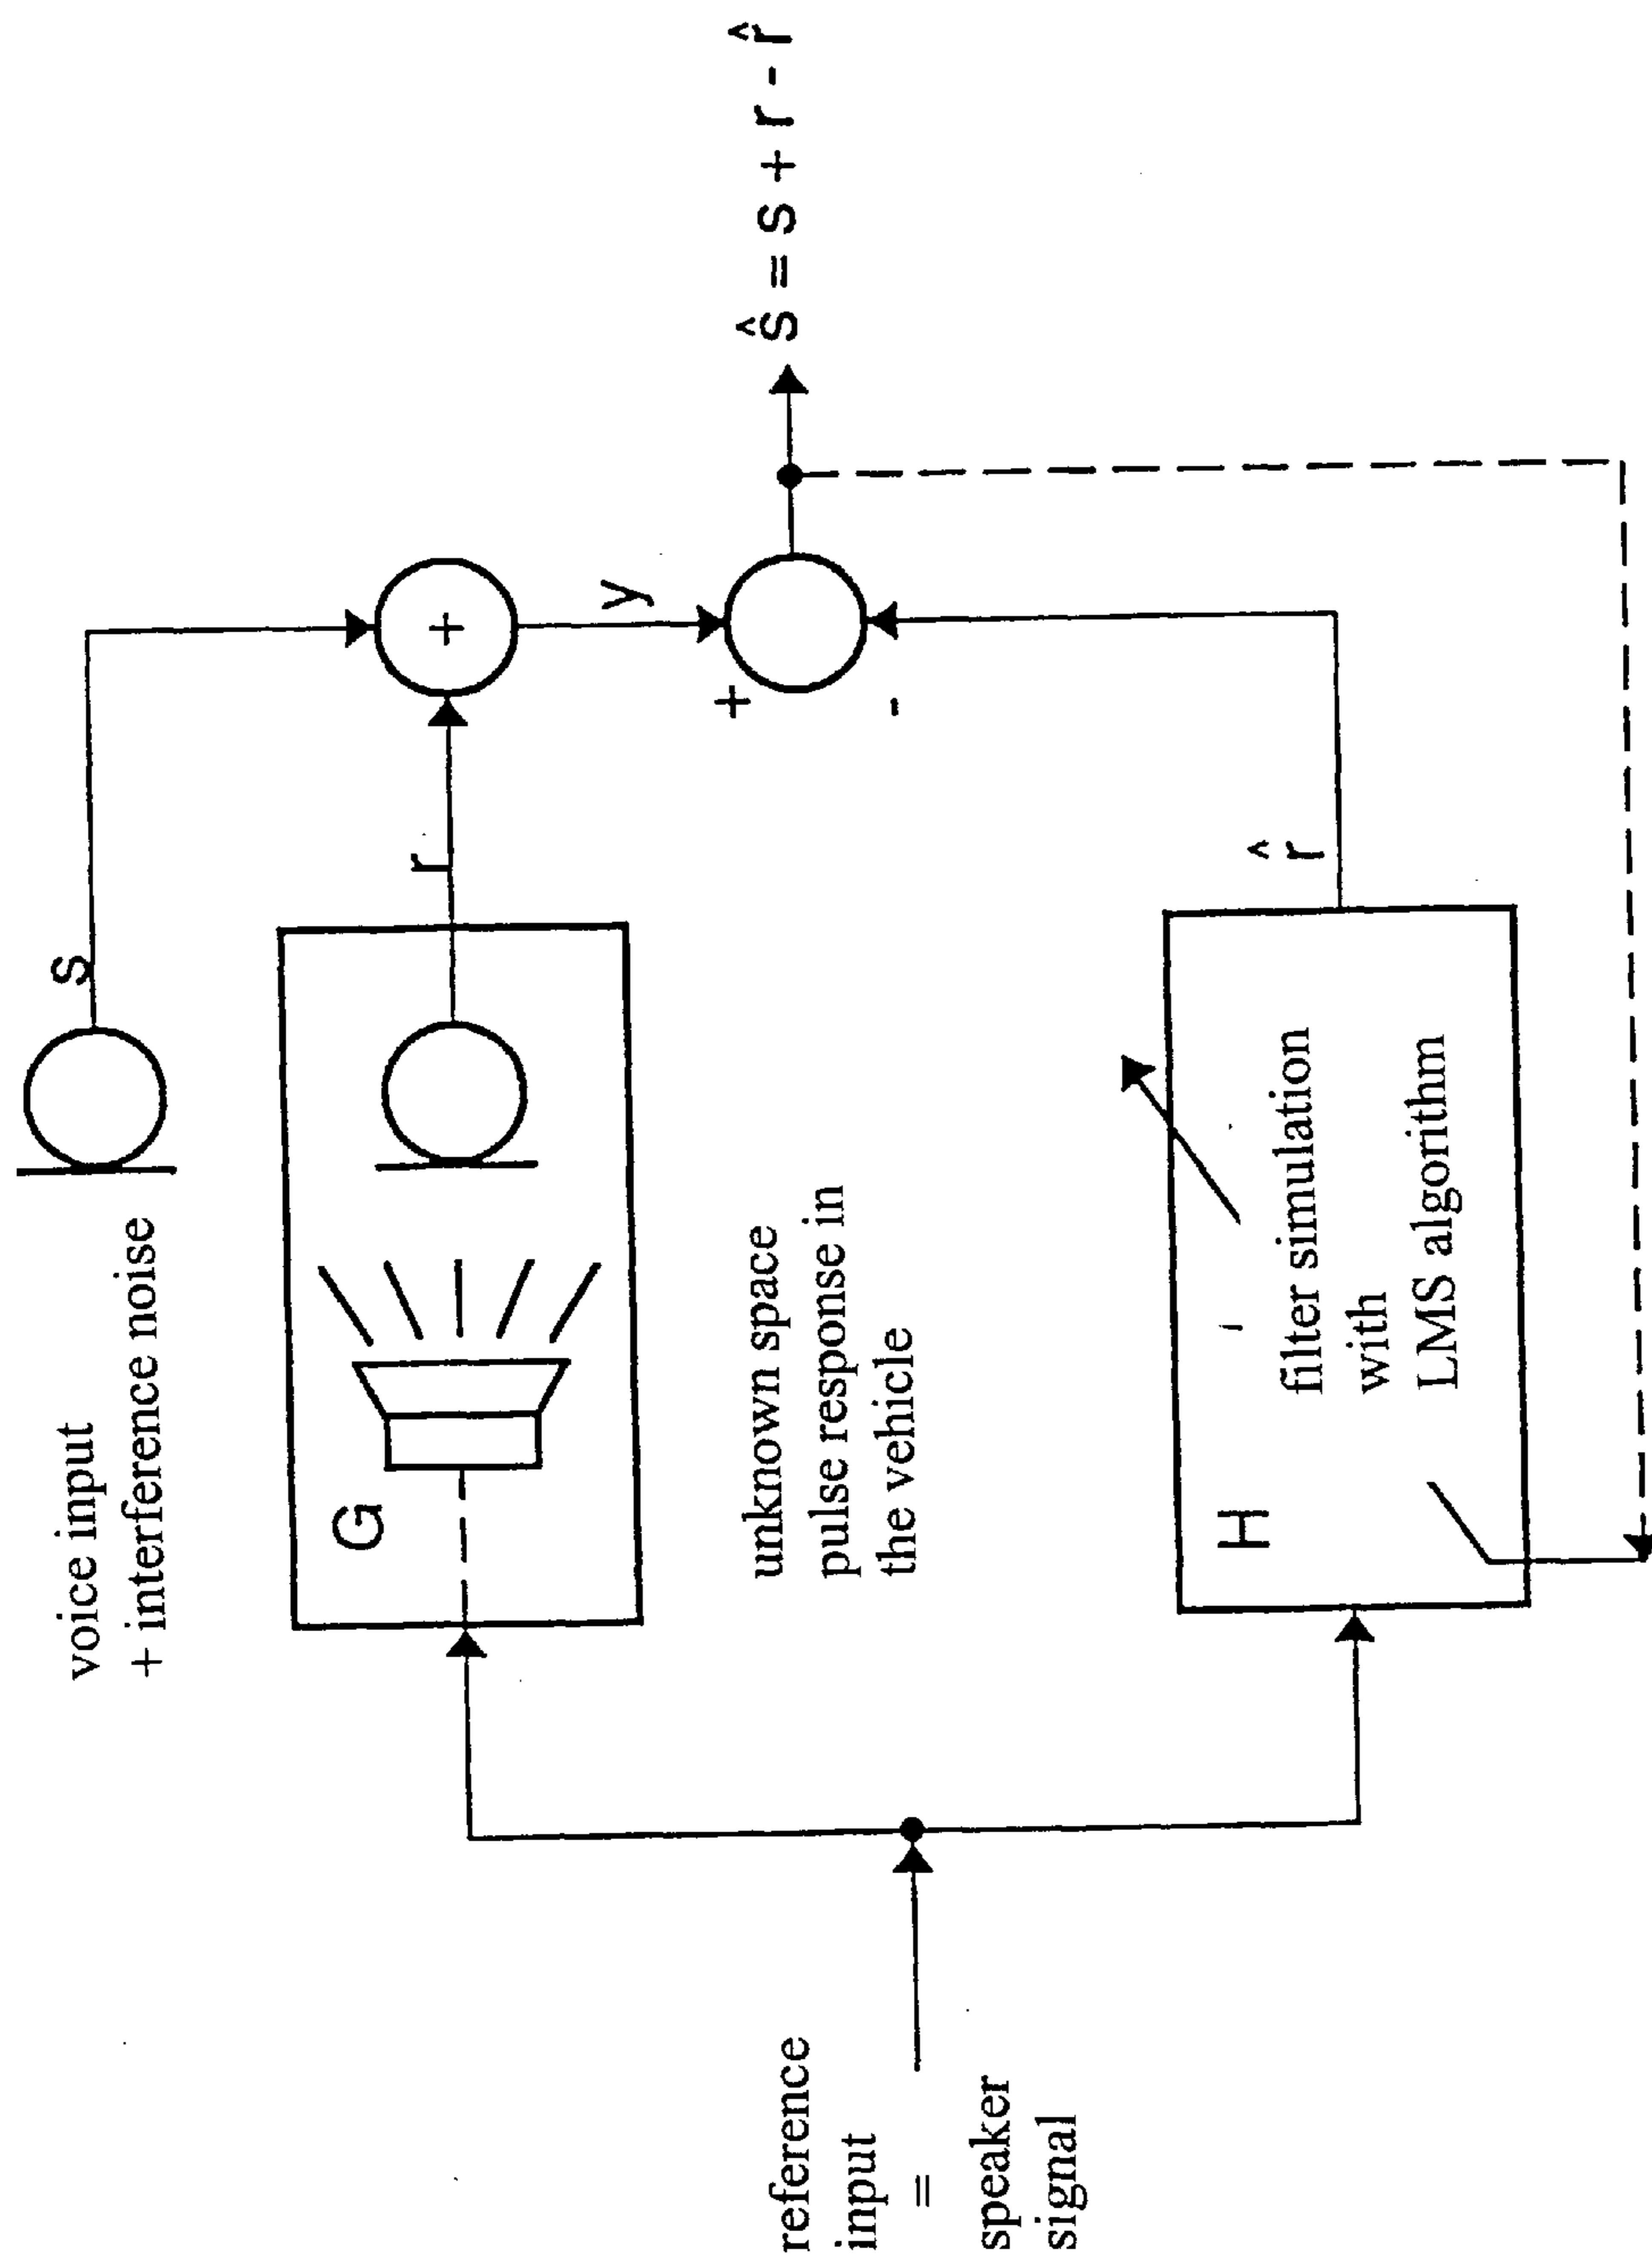 voice input
+ interference noise
s
G
r
+
y
+
-
ŝ = s + r - r̂
unknown space
pulse response in
the vehicle
reference
input
=
speaker
signal
H
filter simulation
with
LMS algorithm
r̂